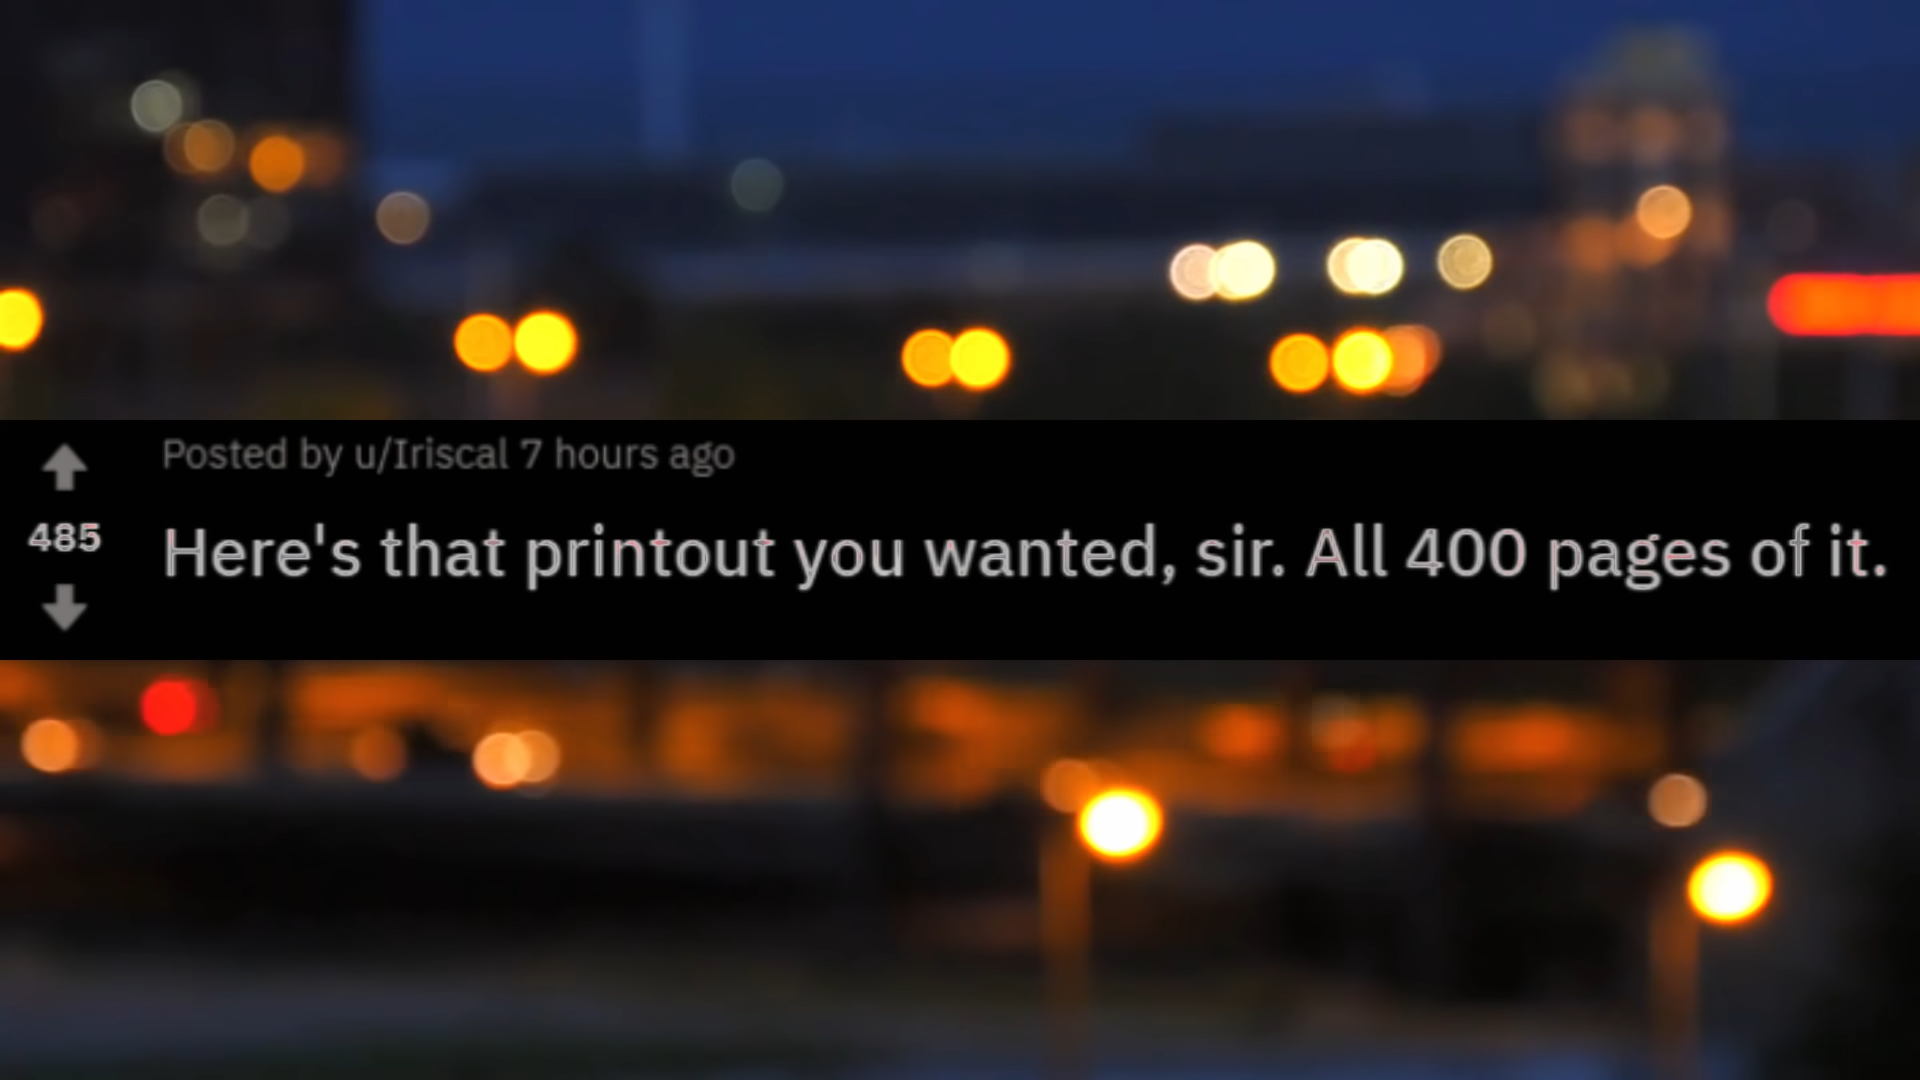 Posted by u/Iriscal 7 hours ago
485
Here's that printout you wanted, sir. All 400 pages of it.